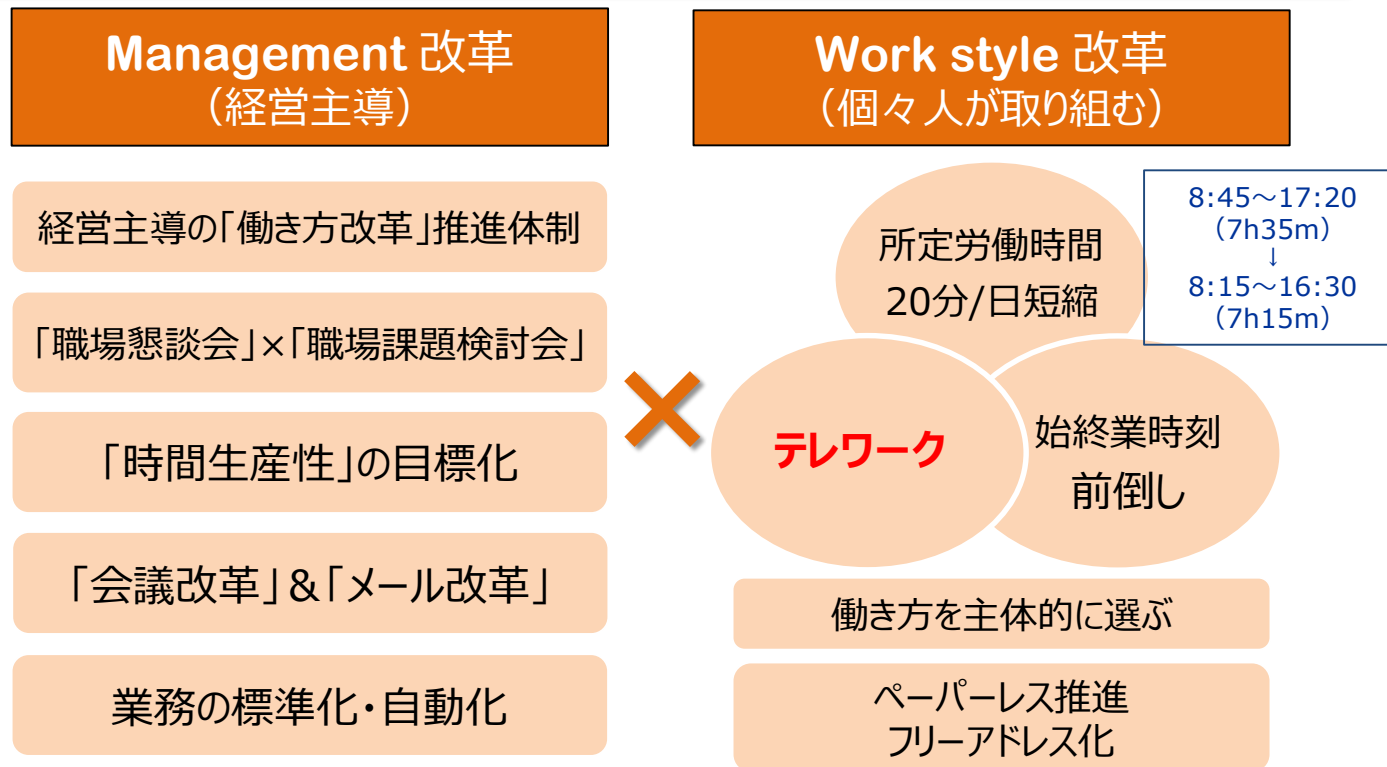 Management 改革
（経営主導）
経営主導の「働き方改革」推進体制
「職場懇談会」×「職場課題検討会」
「時間生産性」の目標化
「会議改革」＆「メール改革」
業務の標準化・自動化
×
Work style 改革
（個々人が取り組む）
所定労働時間
20分/日短縮
8:45～17:20
（7h35m）
↓
8:15～16:30
（7h15m）
テレワーク
始終業時刻
前倒し
働き方を主体的に選ぶ
ペーパーレス推進
フリーアドレス化